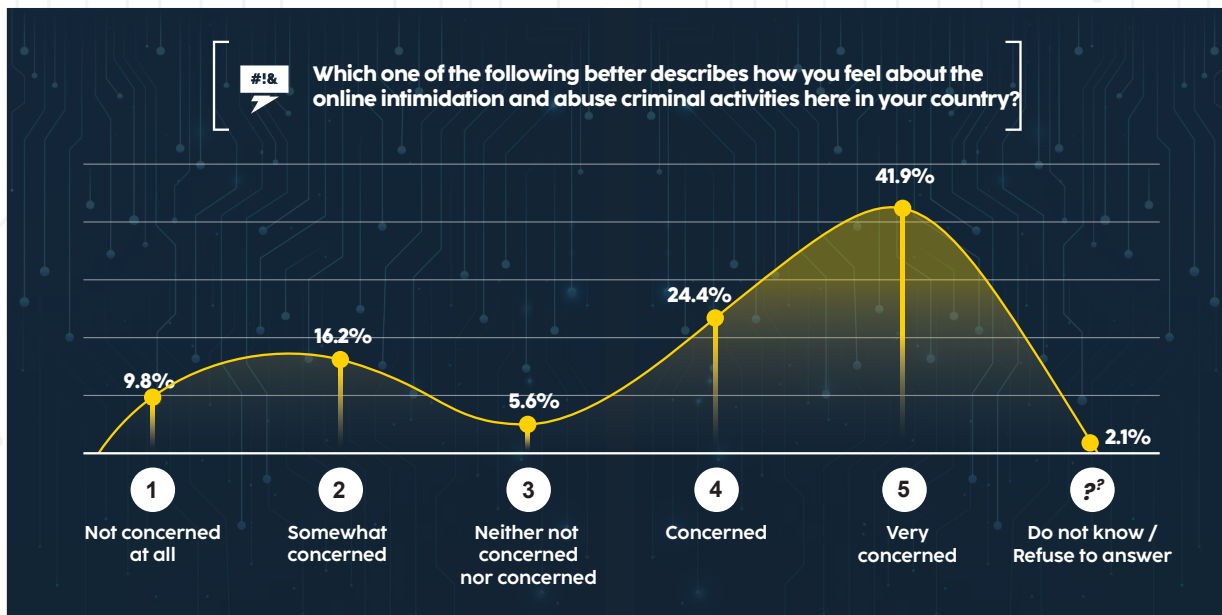 #!&
Which one of the following better describes how you feel about the
online intimidation and abuse criminal activities here in your country?
41.9%
24.4%
16.2%
9.8%
5.6%
2.1%
1
2
3
4
5
??
Not concerned
at all
Somewhat
concerned
Neither not
concerned
nor concerned
Concerned
Very
concerned
Do not know /
Refuse to answer